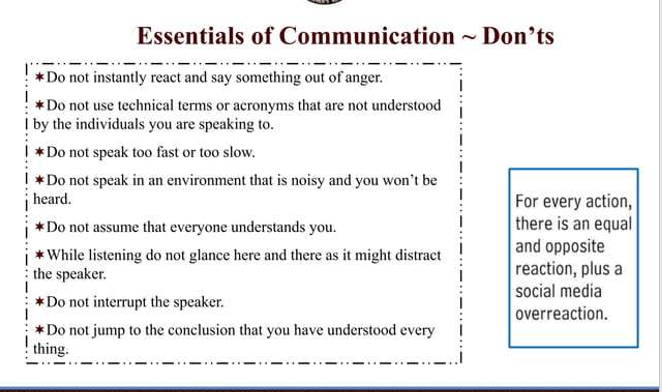 Essentials of Communication ~ Don'ts
✶Do not instantly react and say something out of anger.
✶Do not use technical terms or acronyms that are not understood
by the individuals you are speaking to.
✶Do not speak too fast or too slow.
✶Do not speak in an environment that is noisy and you won't be
heard.
✶Do not assume that everyone understands you.
✶While listening do not glance here and there as it might distract
the speaker.
✶Do not interrupt the speaker.
✶Do not jump to the conclusion that you have understood every
thing.
For every action,
there is an equal
and opposite
reaction, plus a
social media
overreaction.